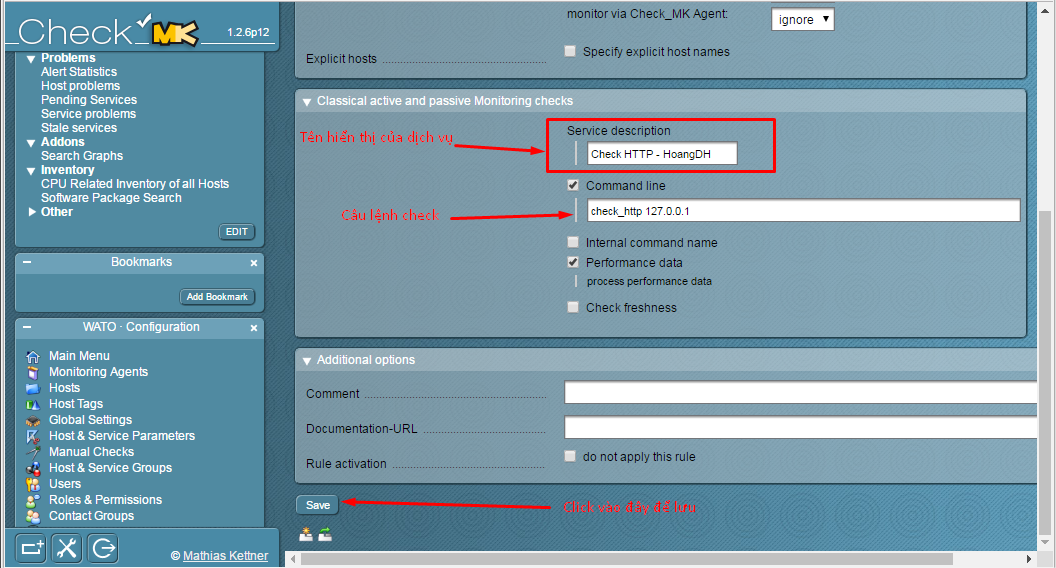 Check MK 1.2.6p12
Problems
Alert Statistics
Host problems
Pending Services
Service problems
Stale services
Addons
Search Graphs
Inventory
CPU Related Inventory of all Hosts
Software Package Search
Other
EDIT
Bookmarks
Add Bookmark
WATO · Configuration
Main Menu
Monitoring Agents
Hosts
Host Tags
Global Settings
Host & Service Parameters
Manual Checks
Host & Service Groups
Users
Roles & Permissions
Contact Groups
© Mathias Kettner
monitor via Check_MK Agent:
ignore
Explicit hosts
Specify explicit host names
Classical active and passive Monitoring checks
Service description
Tên hiển thị của dịch vụ
Check HTTP - HoangDH
Command line
Câu lệnh check
check_http 127.0.0.1
Internal command name
Performance data
process performance data
Check freshness
Additional options
Comment
Documentation-URL
Rule activation
do not apply this rule
Save
Click vào đây để lưu